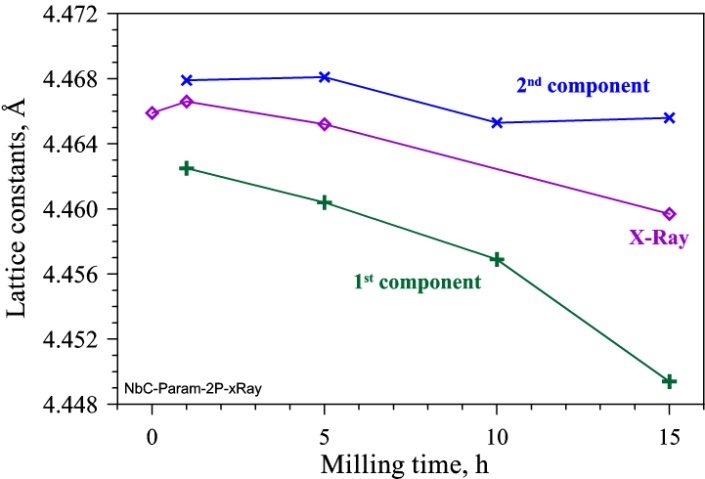 4.472
4.468
4.464
4.460
4.456
4.452
4.448
Lattice constants, Å
2nd component
X-Ray
1st component
NbC-Param-2P-xRay
0 5 10 15
Milling time, h